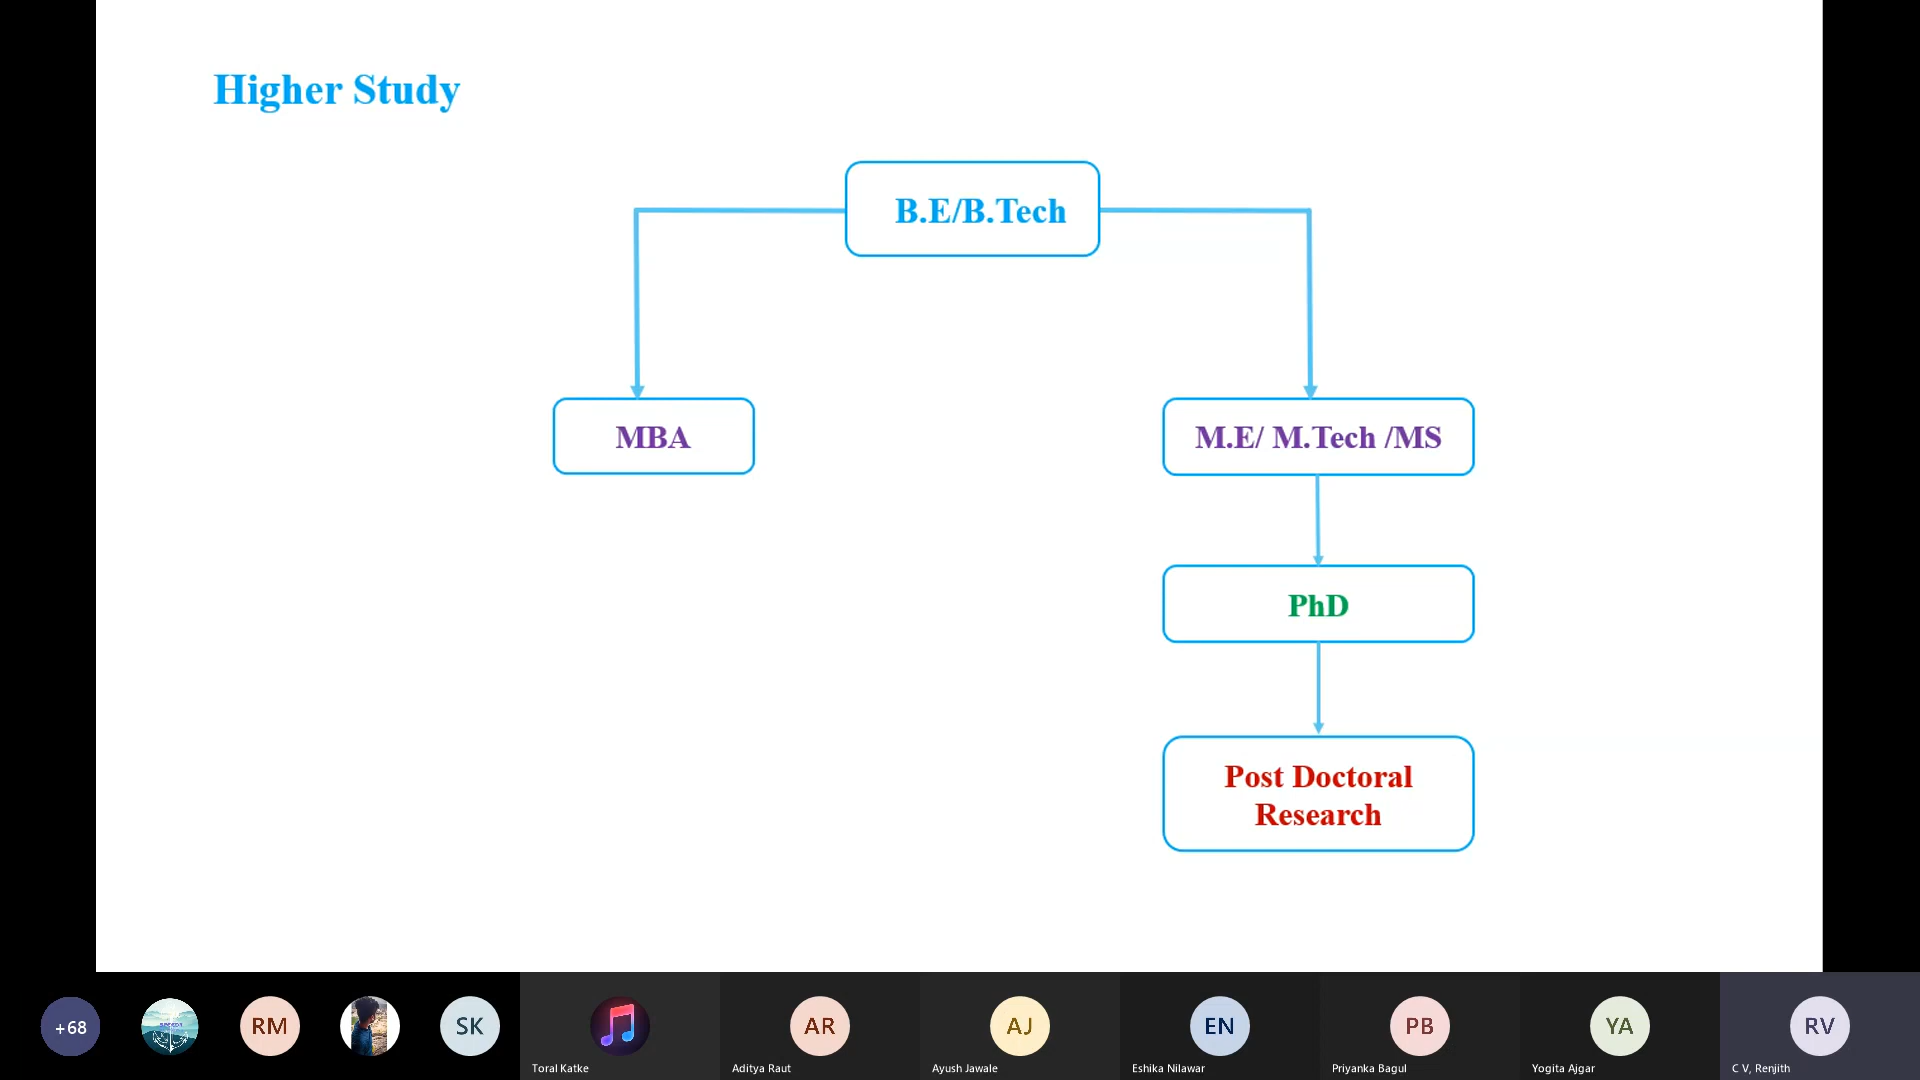 Higher Study
B.E/B.Tech
MBA
M.E/ M.Tech /MS
PhD
Post Doctoral
Research
+68
RM
SK
AR
AJ
EN
PB
YA
RV
Toral Katke
Aditya Raut
Ayush Jawale
Eshika Nilawar
Priyanka Bagul
Yogita Ajgar
C V, Renjith